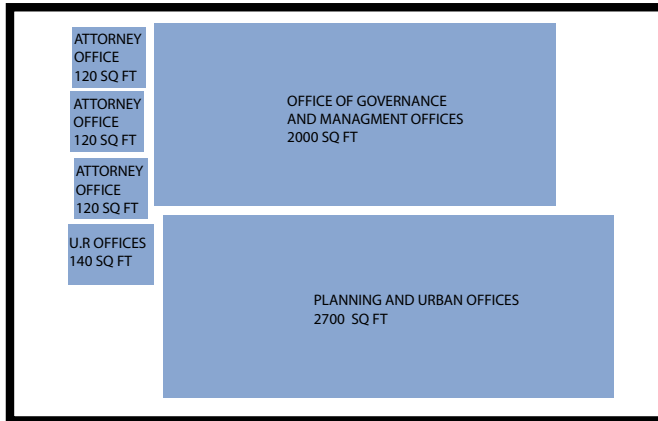 ATTORNEY
OFFICE
120 SQ FT
ATTORNEY
OFFICE
120 SQ FT
ATTORNEY
OFFICE
120 SQ FT
U.R OFFICES
140 SQ FT
OFFICE OF GOVERNANCE
AND MANAGMENT OFFICES
2000 SQ FT
PLANNING AND URBAN OFFICES
2700 SQ FT